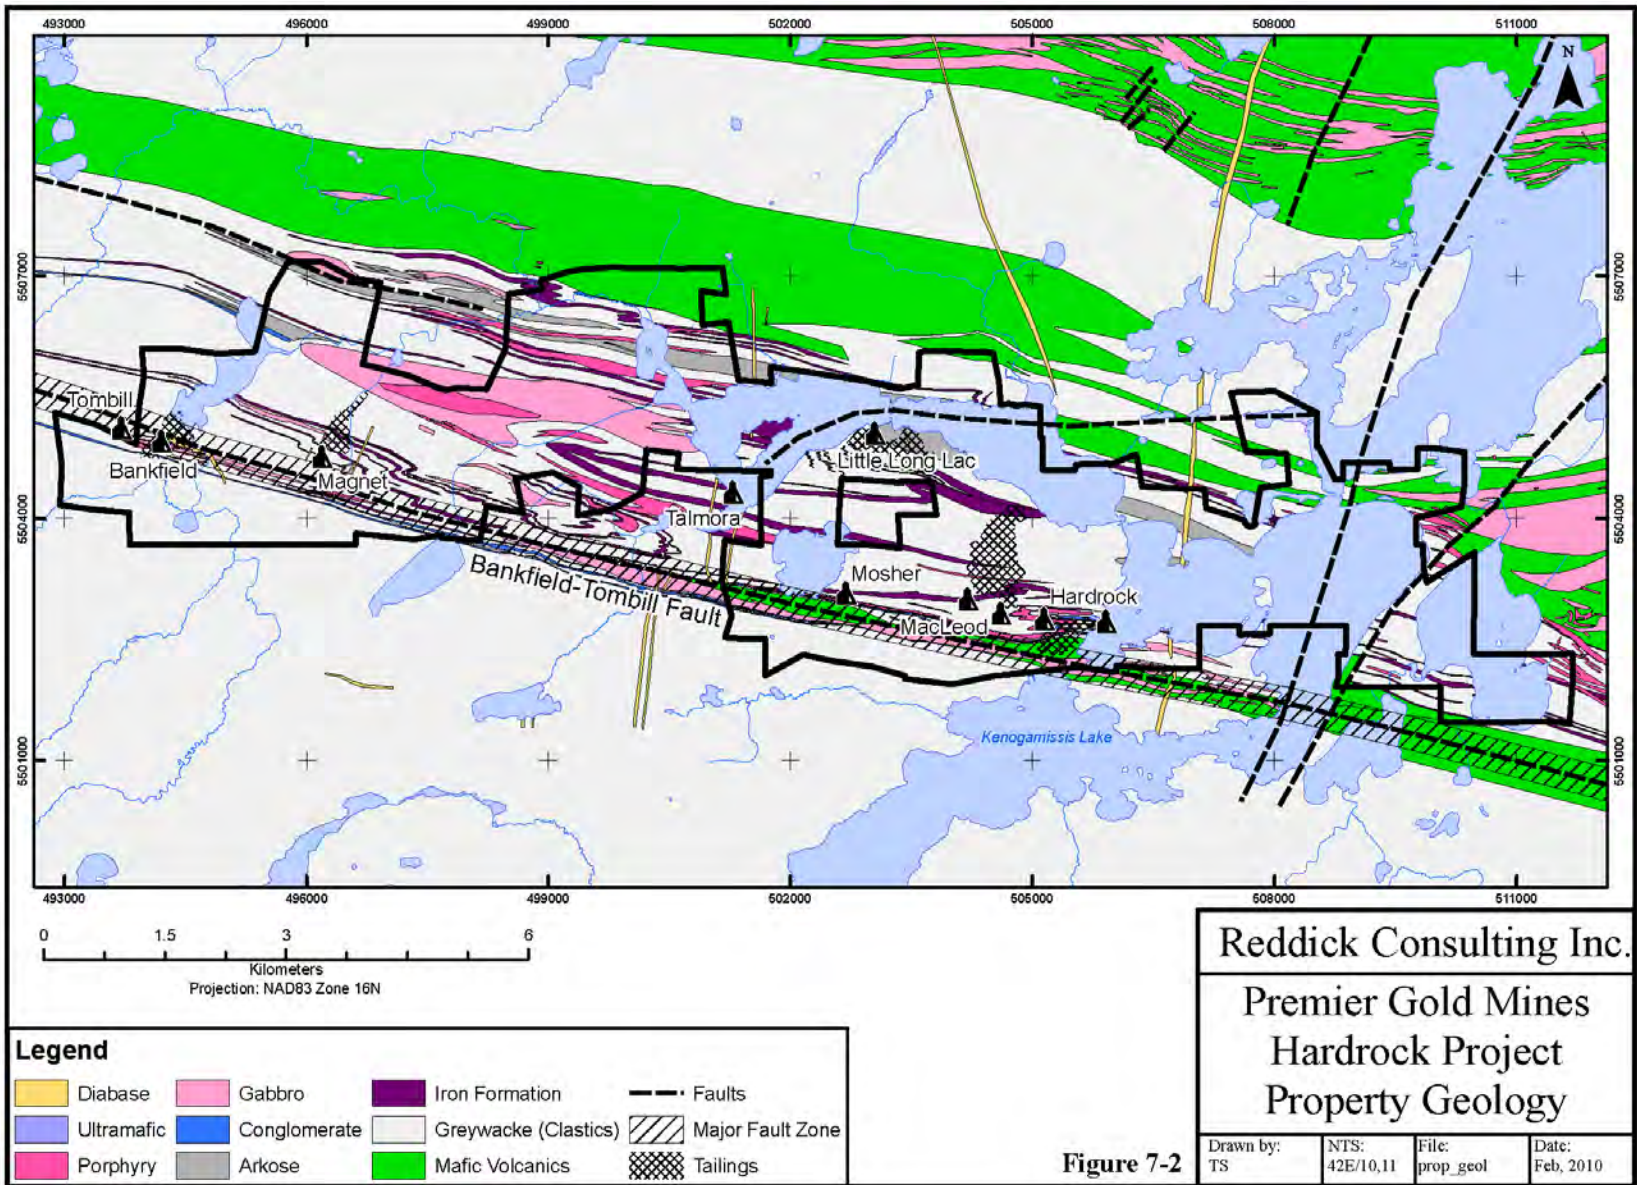 493000 496000 499000 502000 505000 508000 511000
N
5507000 5507000
Tombill
Bankfield
Magnet
Little Long Lac
Talmora
5504000 5504000
Mosher
Hardrock
MacLeod
Bankfield-Tombill Fault
Kenogamissis Lake
5501000 5501000
493000 496000 499000 502000 505000 508000 511000
0 1.5 3 6
Kilometers
Projection: NAD83 Zone 16N
Reddick Consulting Inc.
Premier Gold Mines
Hardrock Project
Property Geology
Legend
Diabase Gabbro Iron Formation Faults
Ultramafic Conglomerate Greywacke (Clastics) Major Fault Zone
Porphyry Arkose Mafic Volcanics Tailings
Figure 7-2
Drawn by: NTS: File: Date:
TS 42E/10,11 prop_geol Feb, 2010